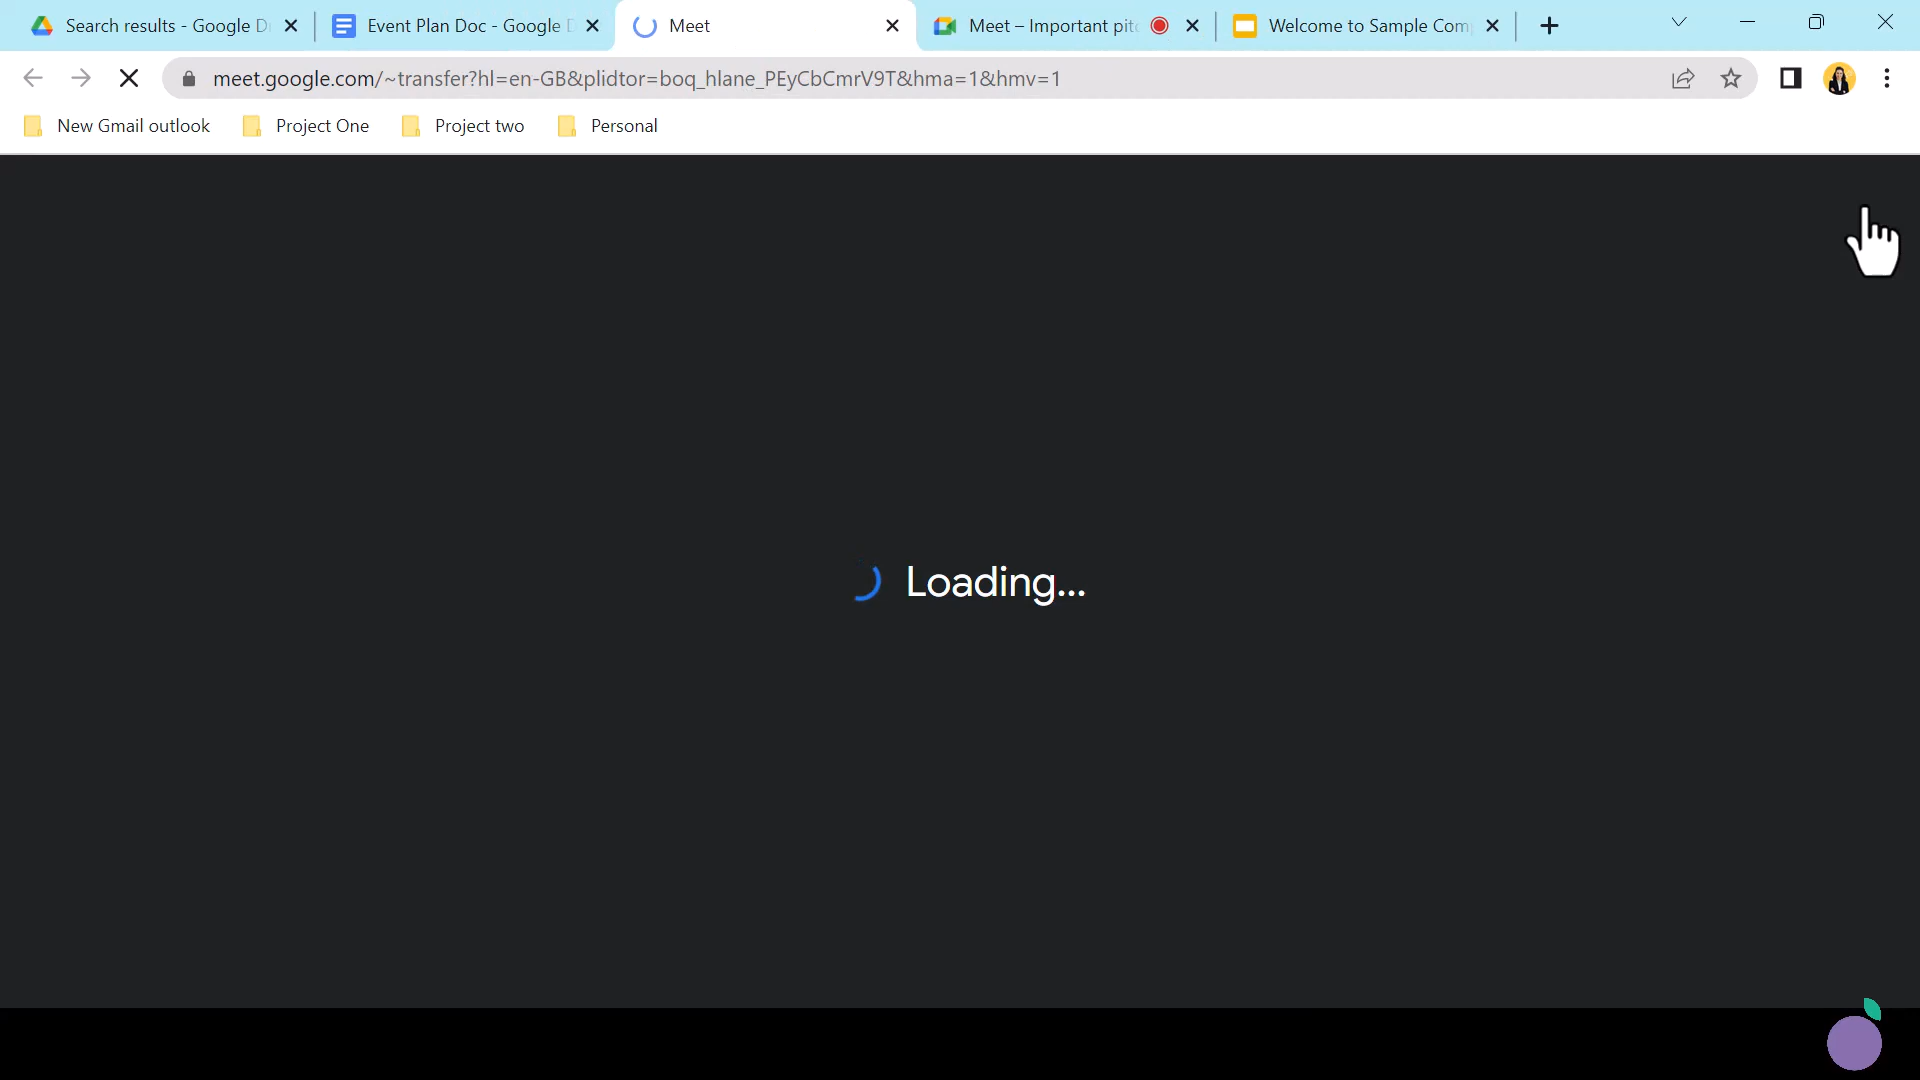 Search results - Google D
Event Plan Doc - Google D
Meet
Meet – Important pitc
Welcome to Sample Com
meet.google.com/~transfer?hl=en-GB&plidtor=boq_hlane_PEyCbCmrV9T&hma=1&hmv=1
New Gmail outlook
Project One
Project two
Personal
Loading...